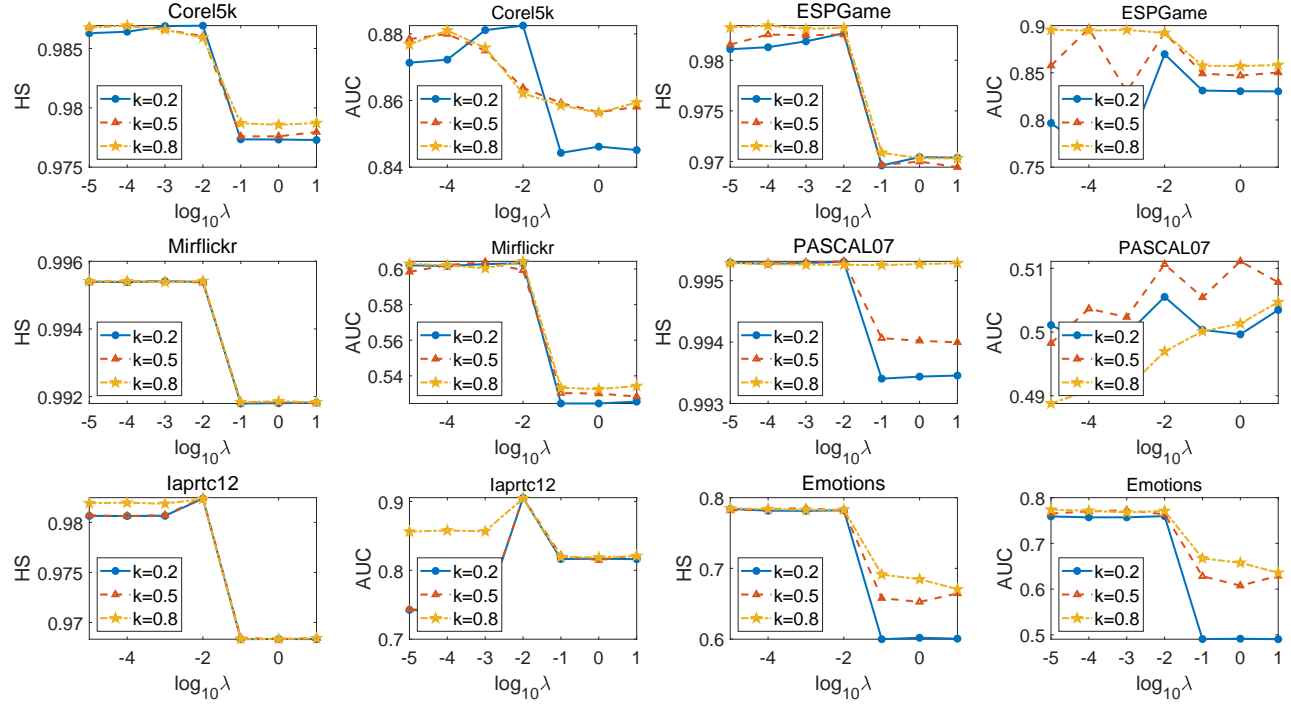 Corel5k
0.985
0.98
0.975
HS
k=0.2
k=0.5
k=0.8
-5 -4 -3 -2 -1 0 1
log10λ
Corel5k
0.88
0.86
0.84
AUC
k=0.2
k=0.5
k=0.8
-4 -2 0
log10λ
ESPGame
0.98
0.975
0.97
HS
k=0.2
k=0.5
k=0.8
-5 -4 -3 -2 -1 0 1
log10λ
ESPGame
0.9
0.85
0.8
0.75
AUC
k=0.2
k=0.5
k=0.8
-4 -2 0
log10λ
Mirflickr
0.996
0.994
0.992
HS
k=0.2
k=0.5
k=0.8
-5 -4 -3 -2 -1 0 1
log10λ
Mirflickr
0.6
0.58
0.56
0.54
AUC
k=0.2
k=0.5
k=0.8
-5 -4 -3 -2 -1 0 1
log10λ
PASCAL07
0.995
0.994
0.993
HS
k=0.2
k=0.5
k=0.8
-5 -4 -3 -2 -1 0 1
log10λ
PASCAL07
0.51
0.5
0.49
AUC
k=0.2
k=0.5
k=0.8
-5 -4 -3 -2 -1 0 1
log10λ
Iaprtc12
0.98
0.975
0.97
HS
k=0.2
k=0.5
k=0.8
-4 -2 0
log10λ
Iaprtc12
0.9
0.8
0.7
AUC
k=0.2
k=0.5
k=0.8
-5 -4 -3 -2 -1 0 1
log10λ
Emotions
0.8
0.7
0.6
HS
k=0.2
k=0.5
k=0.8
-4 -2 0
log10λ
Emotions
0.8
0.7
0.6
0.5
AUC
k=0.2
k=0.5
k=0.8
-5 -4 -3 -2 -1 0 1
log10λ